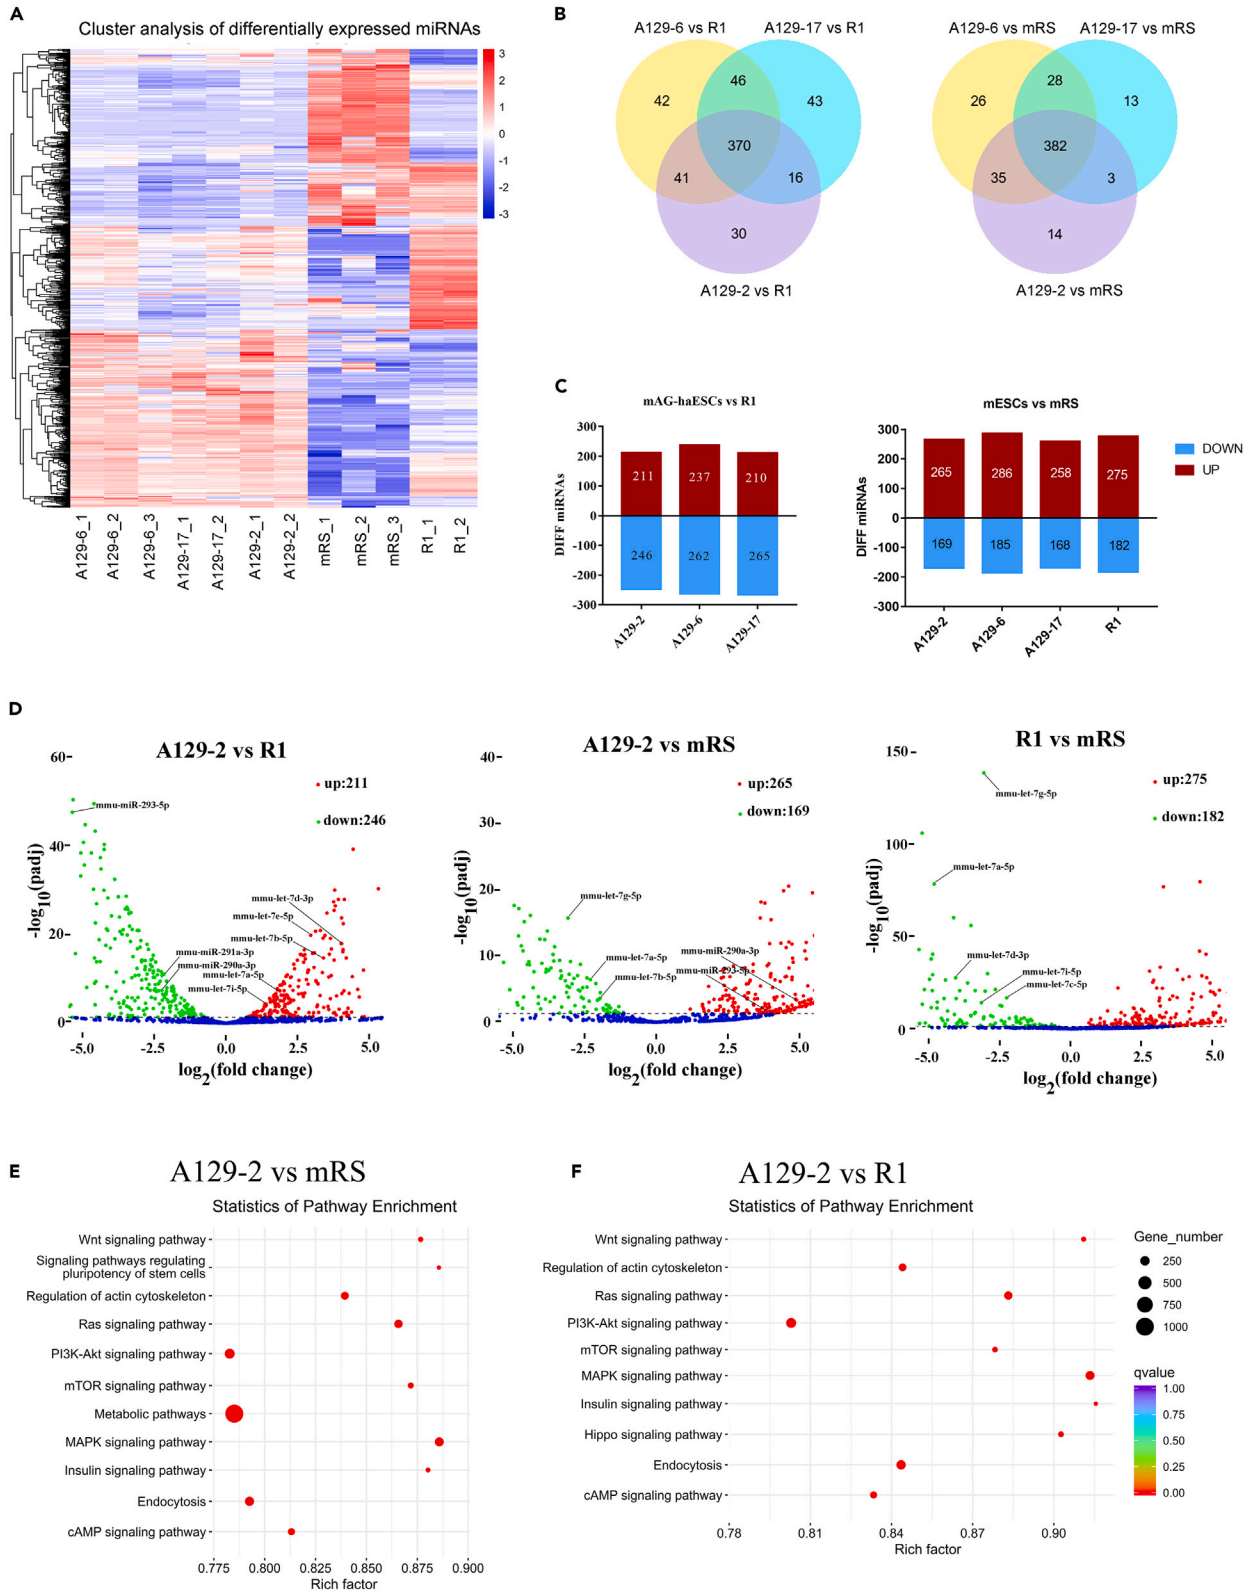 A
Cluster analysis of differentially expressed miRNAs
3
2
1
0
-1
-2
-3
A129-6_1
A129-6_2
A129-6_3
A129-17_1
A129-17_2
A129-2_1
A129-2_2
mRS_1
mRS_2
mRS_3
R1_1
R1_2
B
A129-6 vs R1
A129-17 vs R1
46
42
43
370
41
16
30
A129-2 vs R1
A129-6 vs mRS
A129-17 vs mRS
28
26
13
382
35
3
14
A129-2 vs mRS
C
mAG-haESCs vs R1
DIFF miRNAs
300
200
100
0
-100
-200
-300
211
237
210
246
262
265
A129-2
A129-6
A129-17
mESCs vs mRS
DIFF miRNAs
300
200
100
0
-100
-200
-300
265
286
258
275
169
185
168
182
A129-2
A129-6
A129-17
R1
DOWN
UP
D
A129-2 vs R1
60
40
20
0
-log10(padj)
up:211
down:246
mmu-miR-293-5p
mmu-let-7d-3p
mmu-let-7e-5p
mmu-let-7b-5p
mmu-miR-291a-3p
mmu-miR-290a-3p
mmu-let-7a-5p
mmu-let-7i-5p
-5.0
-2.5
0.0
2.5
5.0
log2(fold change)
A129-2 vs mRS
40
30
20
10
0
-log10(padj)
up:265
down:169
mmu-let-7g-5p
mmu-let-7a-5p
mmu-let-7b-5p
mmu-miR-290a-3p
mmu-miR-293-5p
-5.0
-2.5
0.0
2.5
5.0
log2(fold change)
R1 vs mRS
150
100
50
0
-log10(padj)
up:275
down:182
mmu-let-7g-5p
mmu-let-7a-5p
mmu-let-7d-3p
mmu-let-7i-5p
mmu-let-7c-5p
-5.0
-2.5
0.0
2.5
5.0
log2(fold change)
E
A129-2 vs mRS
Statistics of Pathway Enrichment
Wnt signaling pathway
Signaling pathways regulating
pluripotency of stem cells
Regulation of actin cytoskeleton
Ras signaling pathway
PI3K-Akt signaling pathway
mTOR signaling pathway
Metabolic pathways
MAPK signaling pathway
Insulin signaling pathway
Endocytosis
cAMP signaling pathway
0.775
0.800
0.825
0.850
0.875
0.900
Rich factor
F
A129-2 vs R1
Statistics of Pathway Enrichment
Wnt signaling pathway
Regulation of actin cytoskeleton
Ras signaling pathway
PI3K-Akt signaling pathway
mTOR signaling pathway
MAPK signaling pathway
Insulin signaling pathway
Hippo signaling pathway
Endocytosis
cAMP signaling pathway
0.78
0.81
0.84
0.87
0.90
Rich factor
Gene_number
250
500
750
1000
qvalue
1.00
0.75
0.50
0.25
0.00